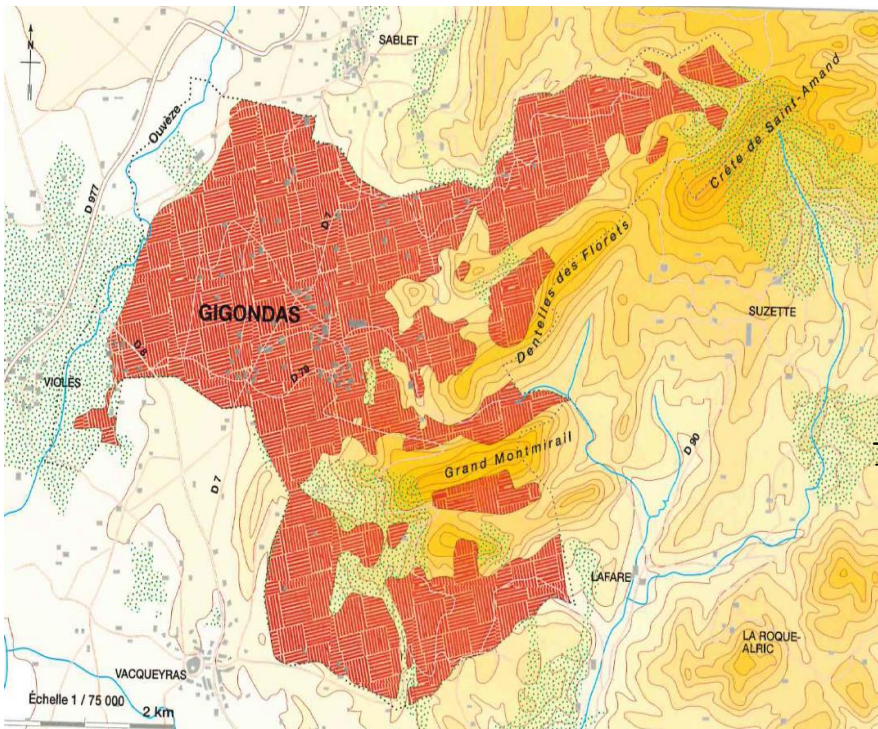 N
SABLET
Ouvèze
D 977
Crête de Saint-Amand
D 7
Dentelles des Florets
GIGONDAS
SUZETTE
D 8
VIOLÈS
D 79
Grand Montmirail
D 90
D 7
LAFARE
LA ROQUE-
ALRIC
VACQUEYRAS
Échelle 1 / 75 000
2 km